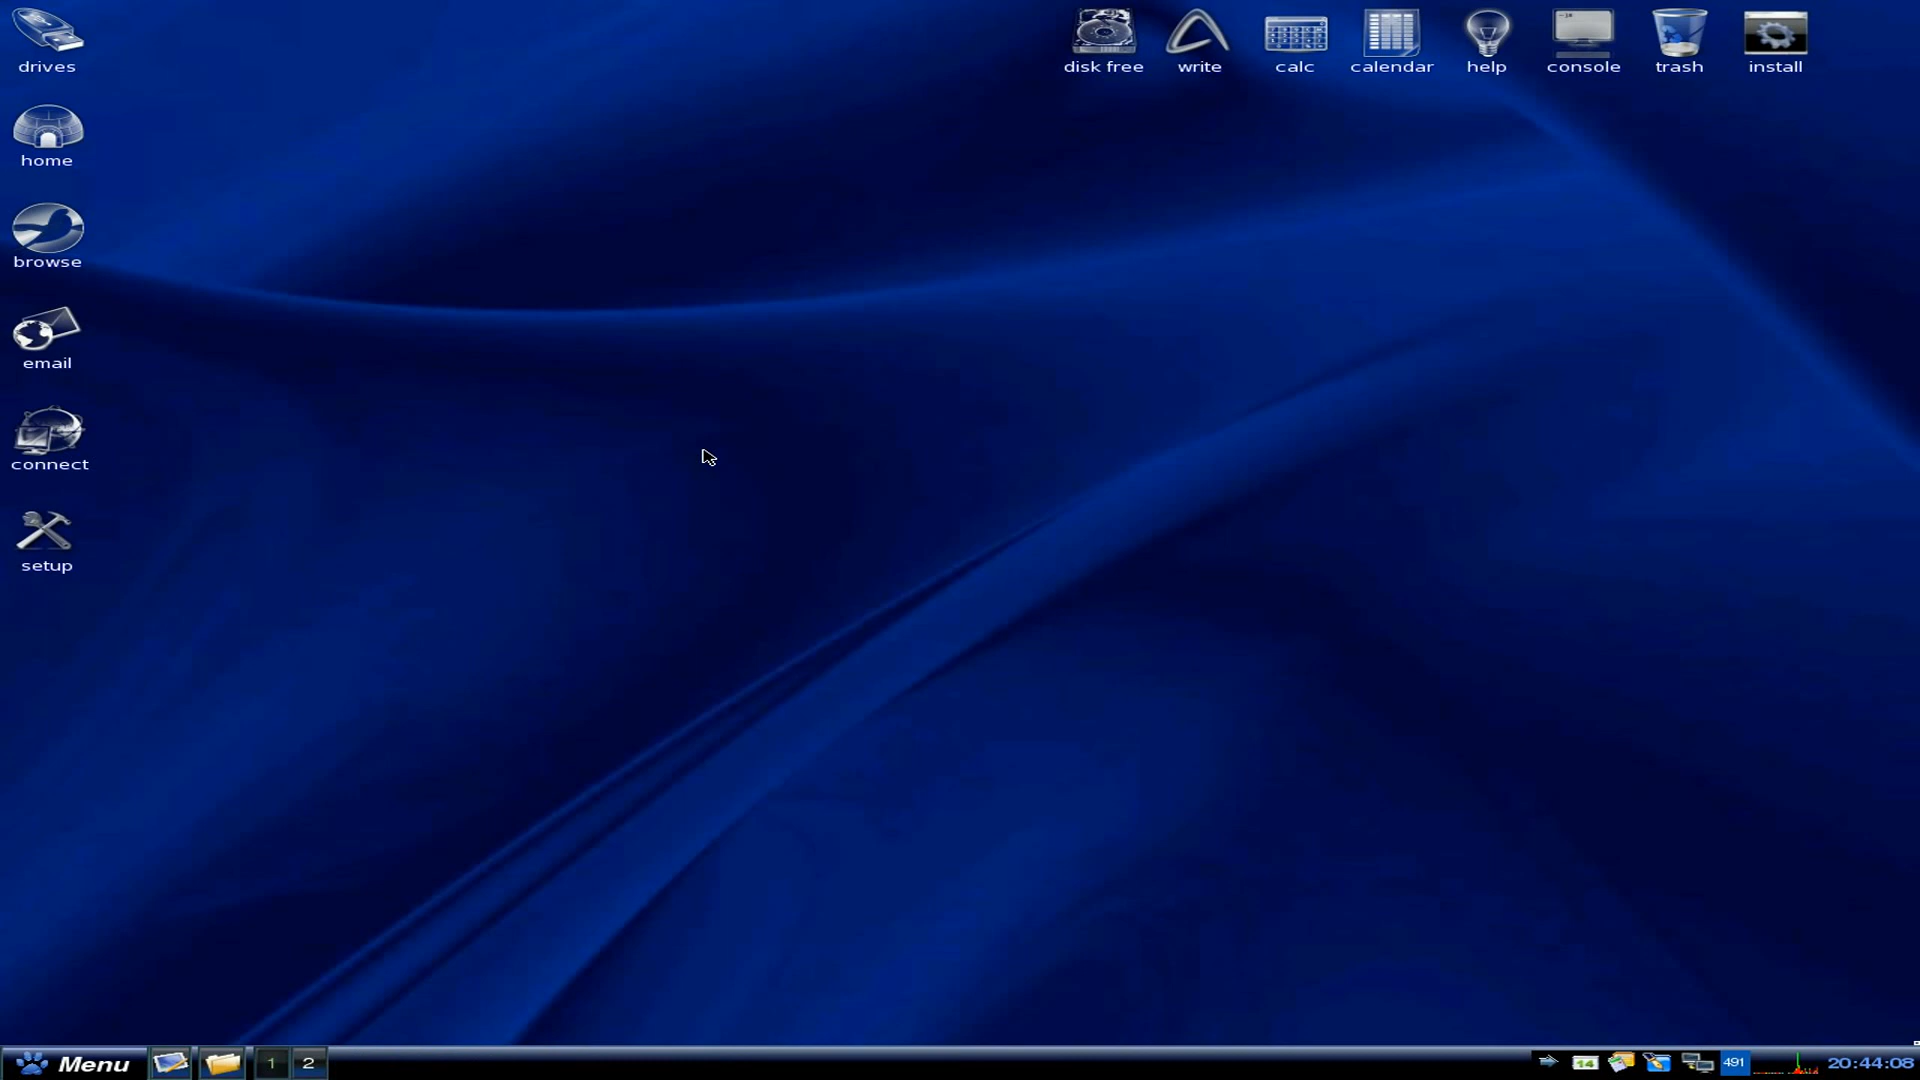 drives
home
browse
email
connect
setup
disk free
write
calc
calendar
help
console
trash
install
Menu
1
2
14
491
20:44:08